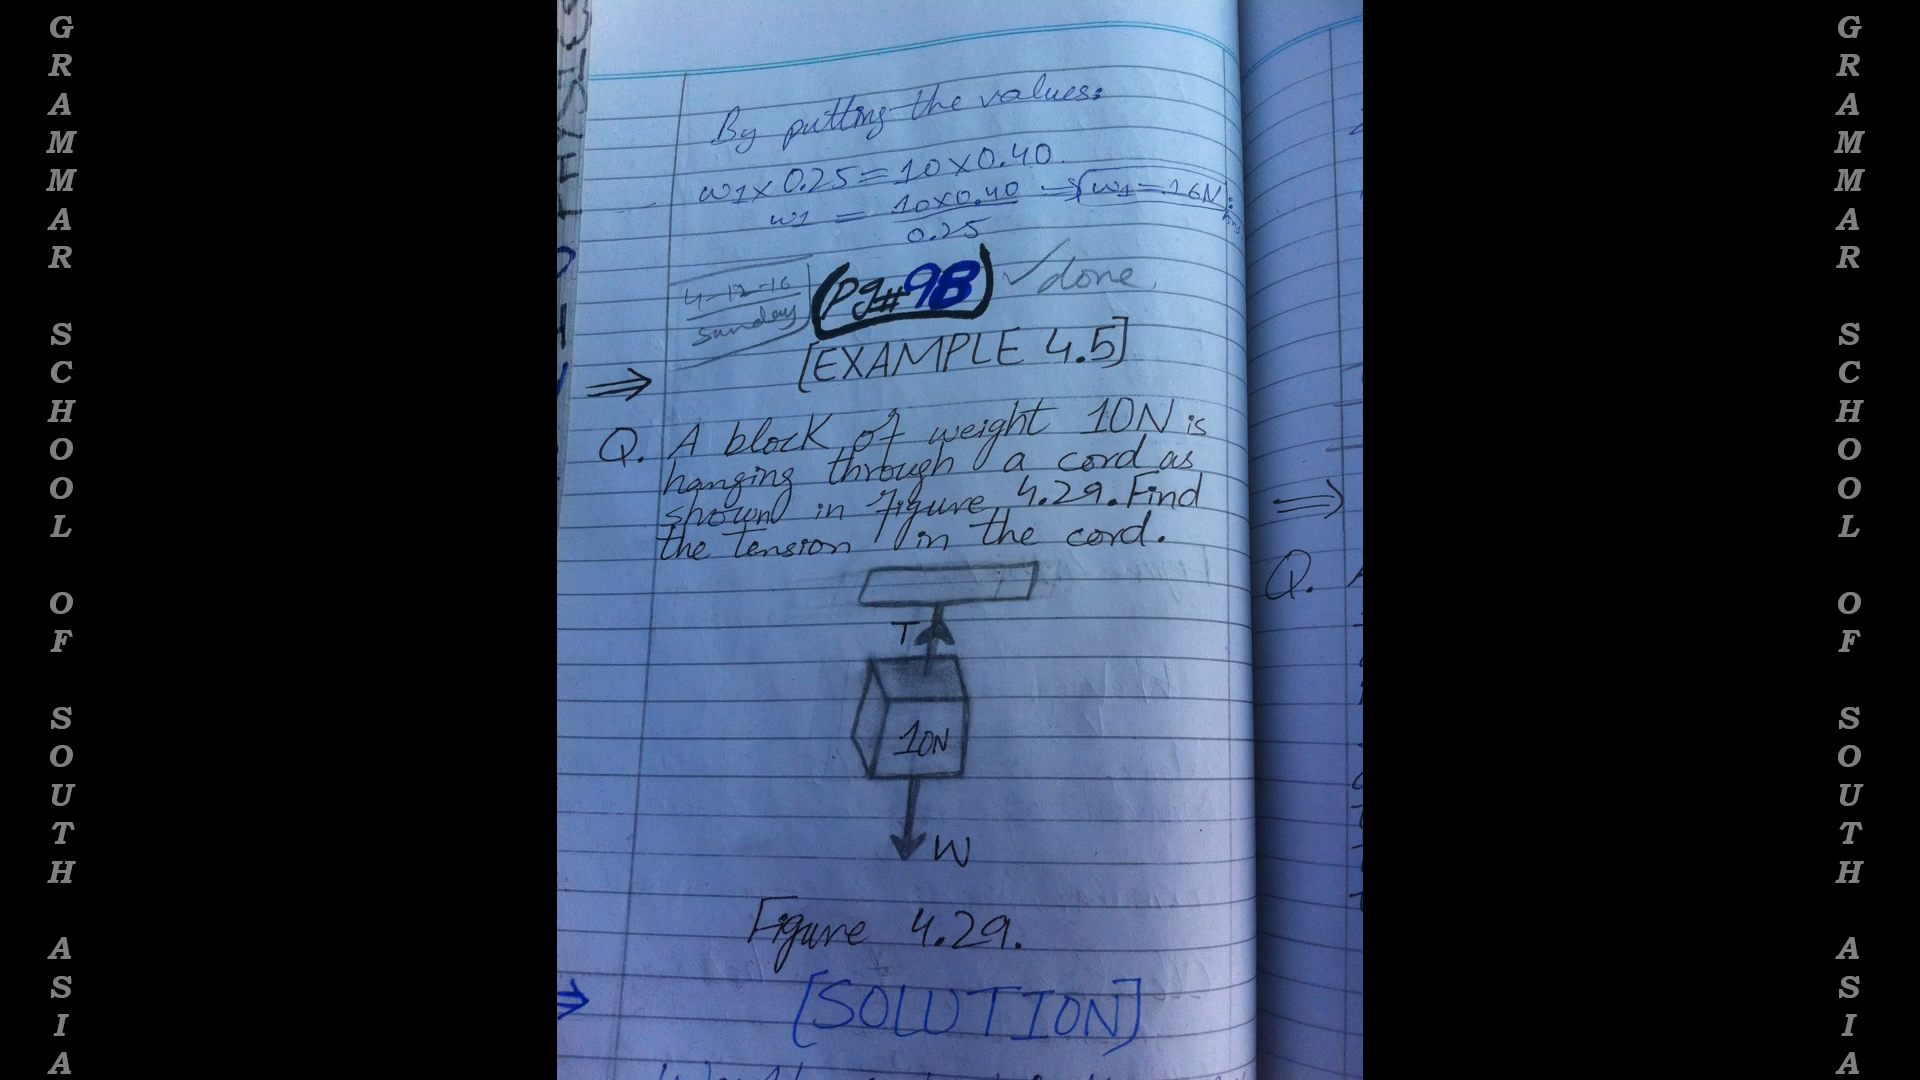 GRAMMAR SCHOOL OF SOUTH ASIA
By putting the values:
w1 x 0.25 = 10 x 0.40
w1 = 10x0.40 / 0.25 => w1 = 16N Ans
4-12-16
Sunday
(Pg#98) ✓ done
[EXAMPLE 4.5]
Q. A block of weight 10N is
hanging through a cord as
shown in figure 4.29. Find
the Tension in the cord.
T
10N
W
Figure 4.29.
[SOLUTION]
Q.
GRAMMAR SCHOOL OF SOUTH ASIA